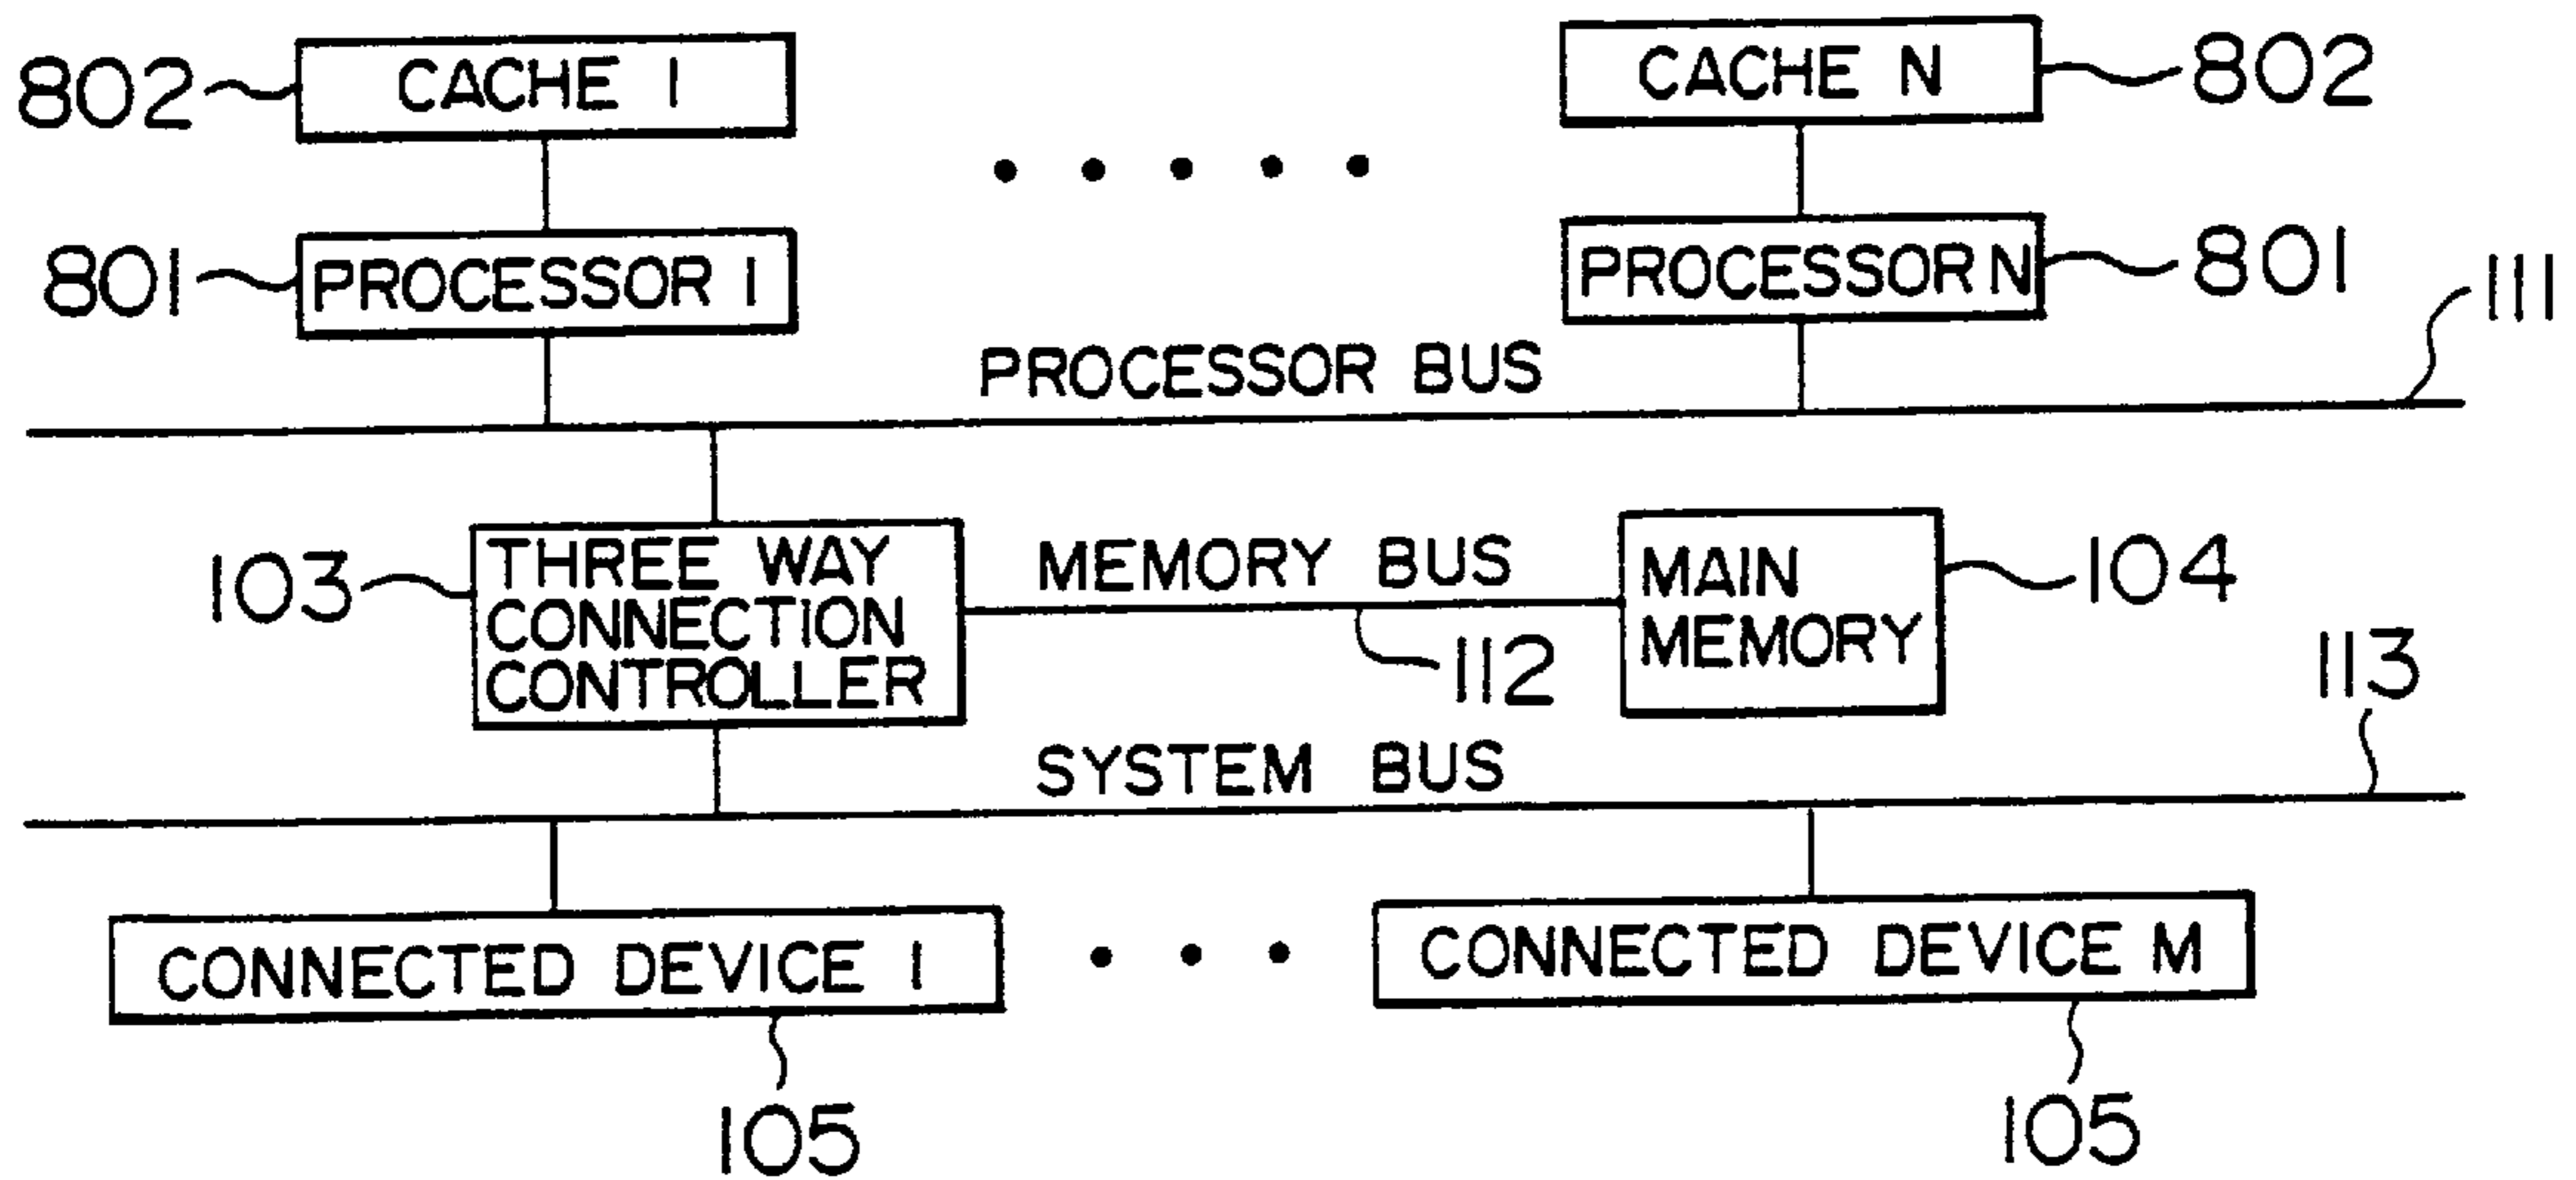 802 CACHE 1 CACHE N 802
801 PROCESSOR 1 PROCESSOR N 801
111
PROCESSOR BUS
103 THREE WAY
CONNECTION
CONTROLLER
MEMORY BUS
112
MAIN
MEMORY
104
113
SYSTEM BUS
CONNECTED DEVICE 1 CONNECTED DEVICE M
105 105